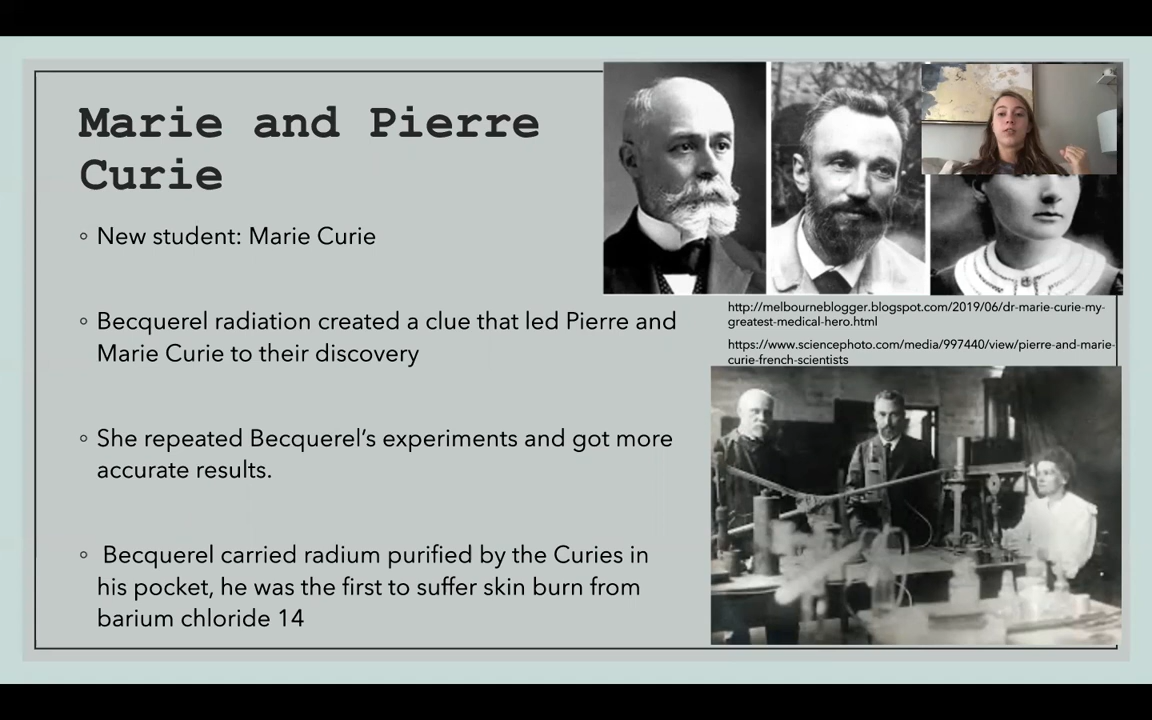 Marie and Pierre
Curie
◦ New student: Marie Curie
◦ Becquerel radiation created a clue that led Pierre and
Marie Curie to their discovery
◦ She repeated Becquerel’s experiments and got more
accurate results.
◦ Becquerel carried radium purified by the Curies in
his pocket, he was the first to suffer skin burn from
barium chloride 14
http://melbourneblogger.blogspot.com/2019/06/dr-marie-curie-my-
greatest-medical-hero.html
https://www.sciencephoto.com/media/997440/view/pierre-and-marie-
curie-french-scientists